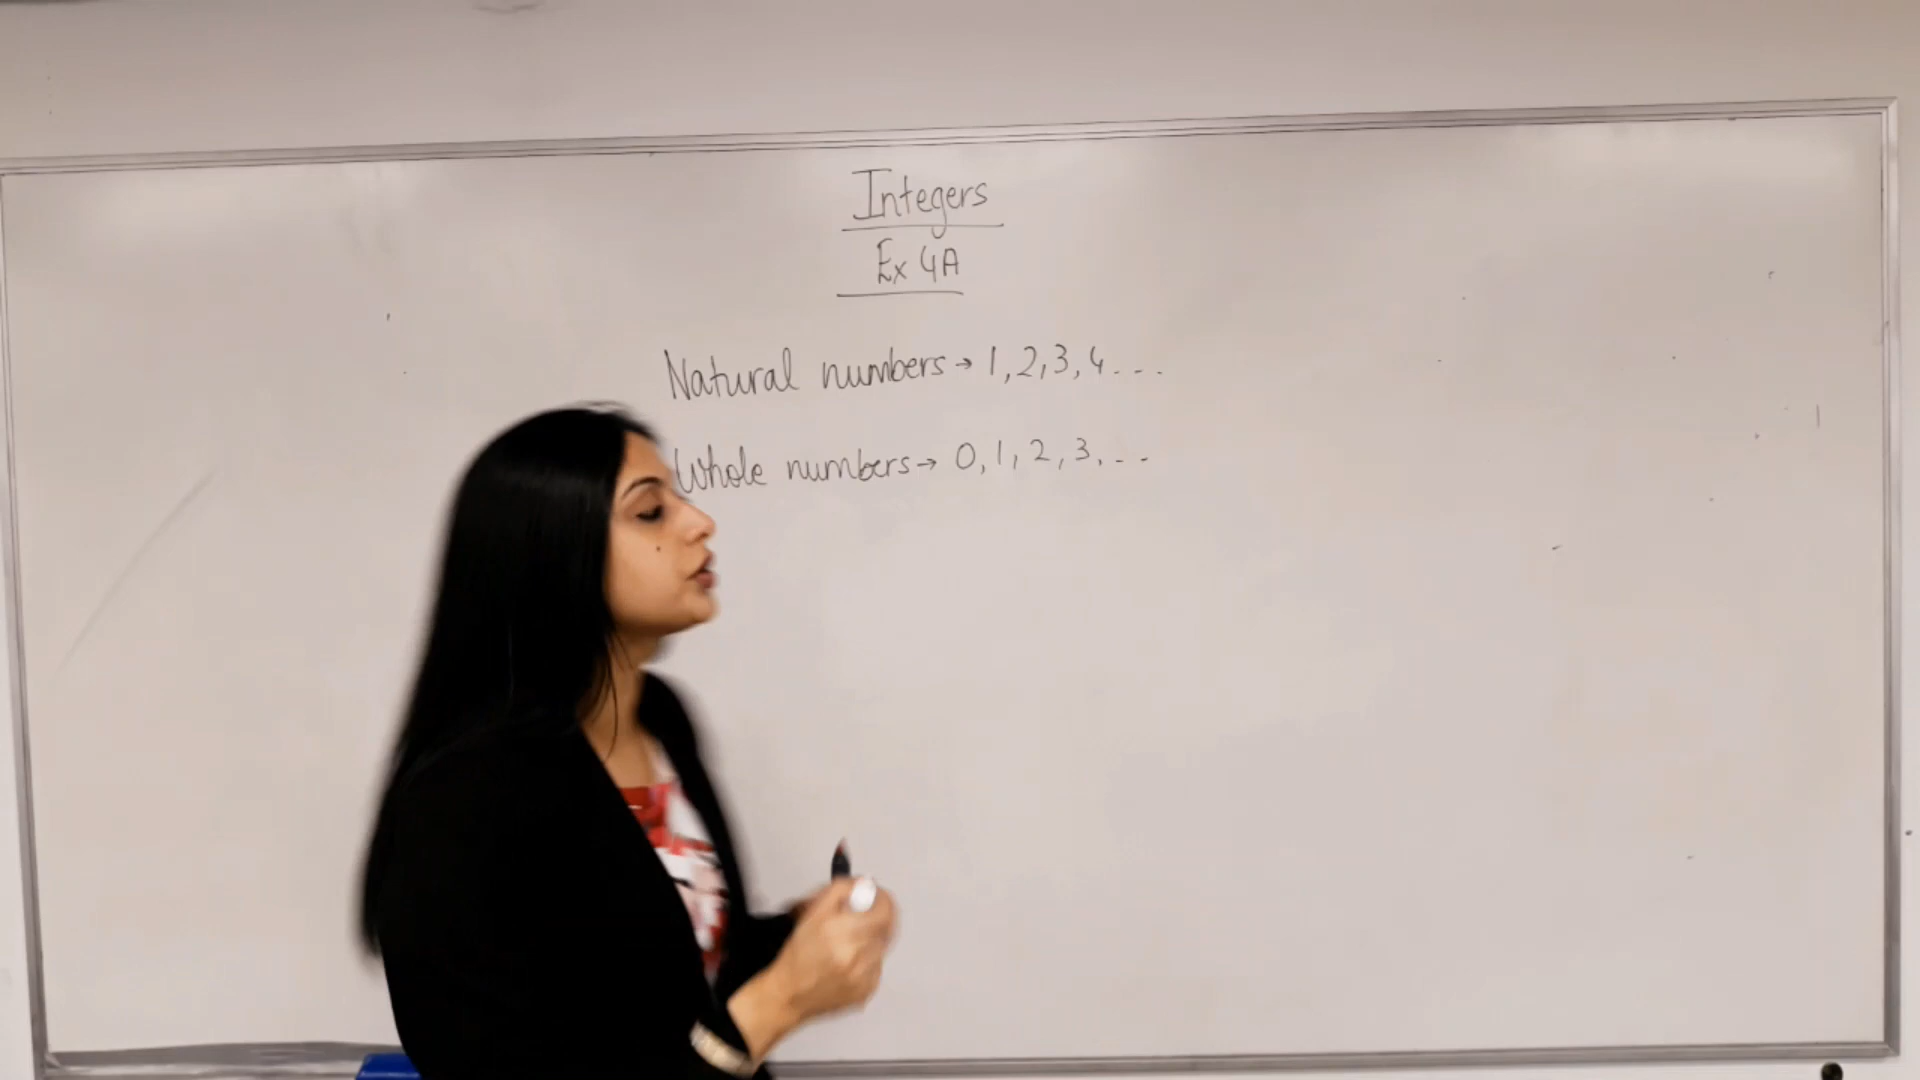 Integers
Ex 4A
Natural numbers → 1,2,3,4...
Whole numbers → 0,1,2,3,...